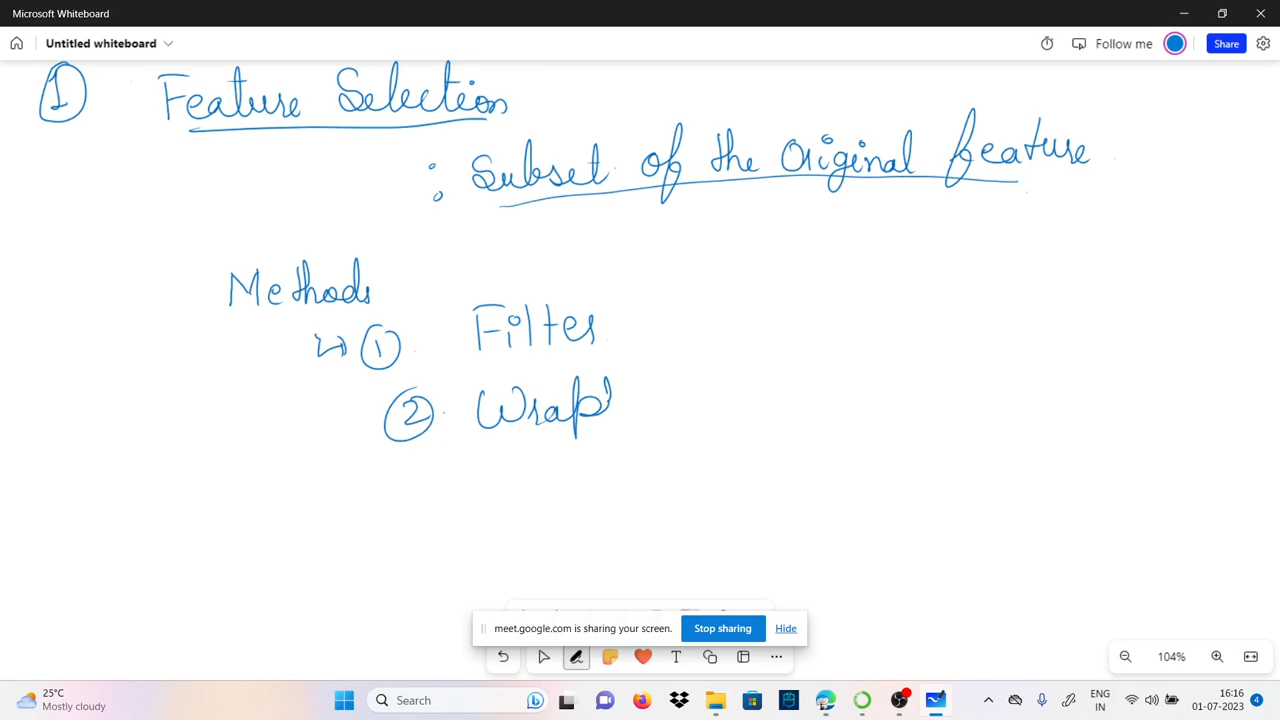 Microsoft Whiteboard
Untitled whiteboard
Follow me
Share
1 Feature Selection
: Subset of the Original feature
Methods
↳ 1 Filter
2 Wrap
meet.google.com is sharing your screen. Stop sharing Hide
104%
25°C
Mostly cloudy
Search
ENG
IN
16:16
01-07-2023
4